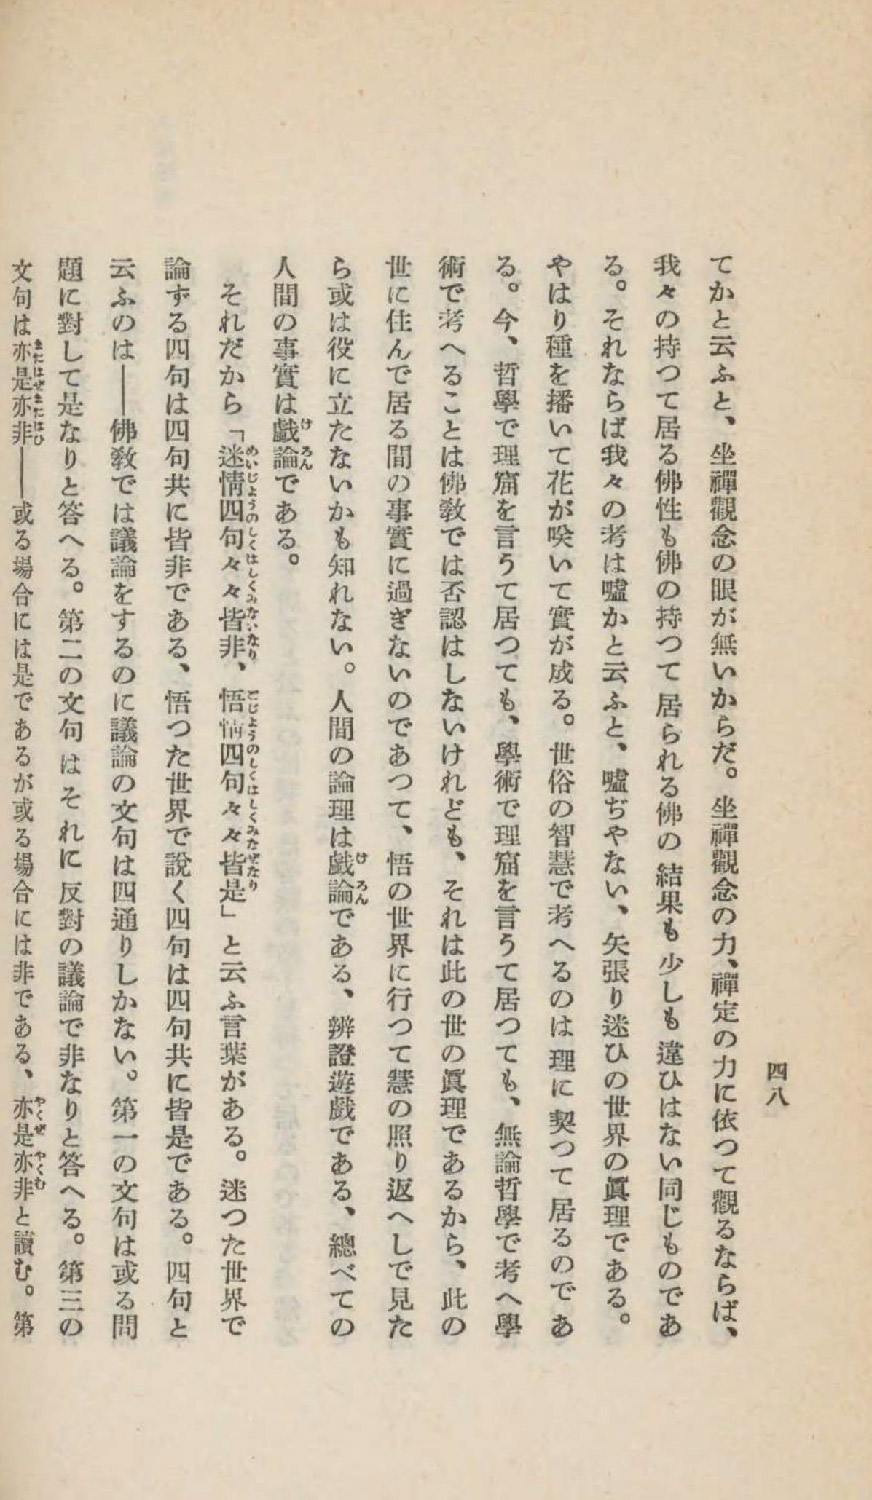 四八
てかと云ふと、坐禪觀念の眼が無いからだ。坐禪觀念の力、禪定の力に依つて觀るならば、
我々の持つて居る佛性も佛の持つて居られる佛の結果も少しも違ひはない同じものであ
る。それならば我々の考は嘘かと云ふと、嘘ぢやない、矢張り迷ひの世界の眞理である。
やはり種を播いて花が咲いて實が成る。世俗の智慧で考へるのは理に契つて居るのであ
る。今、哲學で理窟を言うて居つても、學術で理窟を言うて居つても、無論哲學で考へ學
術で考へることは佛敎では否認はしないけれども、それは此の世の眞理であるから、此の
世に住んで居る間の事實に過ぎないのであつて、悟の世界に行つて慧の照り返へしで見た
ら或は役に立たないかも知れない。人間の論理は戲論である、辨證遊戲である、總べての
人間の事實は戲論である。
それだから「迷情四句々々皆非、悟情四句々々皆是」と云ふ言葉がある。迷つた世界で
論ずる四句は四句共に皆非である、悟つた世界で說く四句は四句共に皆是である。四句と
云ふのは――佛敎では議論をするのに議論の文句は四通りしかない。第一の文句は或る問
題に對して是なりと答へる。第二の文句はそれに反對の議論で非なりと答へる。第三の
文句は亦是亦非――或る場合には是であるが或る場合には非である、亦是亦非と讀む。第